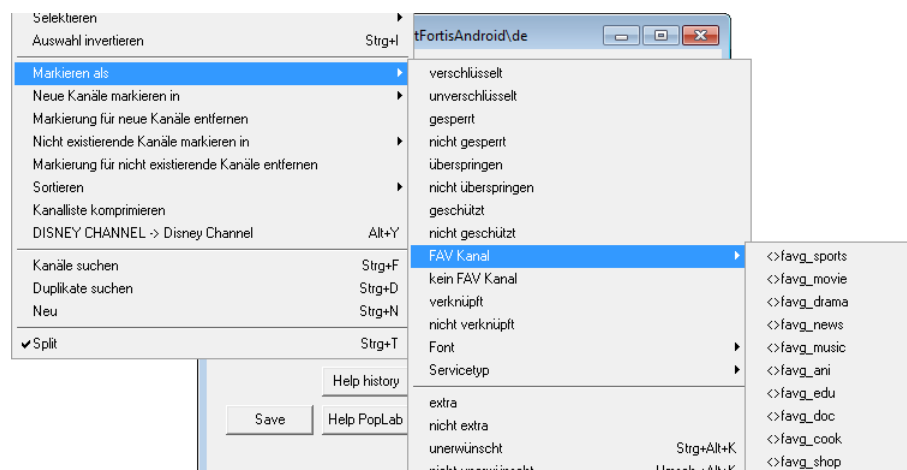 Selektieren
Auswahl invertieren Strg+I
Markieren als
Neue Kanäle markieren in
Markierung für neue Kanäle entfernen
Nicht existierende Kanäle markieren in
Markierung für nicht existierende Kanäle entfernen
Sortieren
Kanalliste komprimieren
DISNEY CHANNEL -> Disney Channel Alt+Y
Kanäle suchen Strg+F
Duplikate suchen Strg+D
Neu Strg+N
Split Strg+T
tFortisAndroid\de
verschlüsselt
unverschlüsselt
gesperrt
nicht gesperrt
überspringen
nicht überspringen
geschützt
nicht geschützt
FAV Kanal
kein FAV Kanal
verknüpft
nicht verknüpft
Font
Servicetyp
extra
nicht extra
unerwünscht Strg+Alt+K
nicht unerwünscht Umsch.+Alt+K
<>favg_sports
<>favg_movie
<>favg_drama
<>favg_news
<>favg_music
<>favg_ani
<>favg_edu
<>favg_doc
<>favg_cook
<>favg_shop
Help history
Save Help PopLab